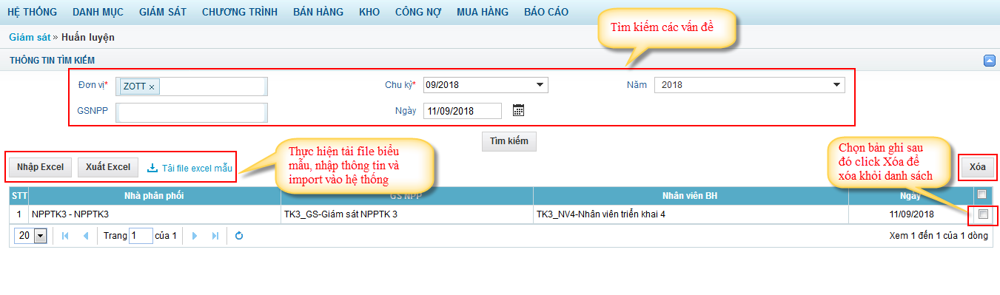 HỆ THỐNG DANH MỤC GIÁM SÁT CHƯƠNG TRÌNH BÁN HÀNG KHO CÔNG NỢ MUA HÀNG BÁO CÁO
Tìm kiếm các vấn đề
Giám sát » Huấn luyện
THÔNG TIN TÌM KIẾM
Đơn vị* ZOTT × Chu kỳ* 09/2018 Năm 2018
GSNPP Ngày 11/09/2018
Tìm kiếm
Thực hiện tải file biểu
mẫu, nhập thông tin và
import vào hệ thống
Chọn bản ghi sau
đó click Xóa để
xóa khỏi danh sách
Nhập Excel Xuất Excel Tải file excel mẫu Xóa
STT Nhà phân phối GS NPP Nhân viên BH Ngày
1 NPPTK3 - NPPTK3 TK3_GS-Giám sát NPPTK 3 TK3_NV4-Nhân viên triển khai 4 11/09/2018
20 Trang 1 của 1 Xem 1 đến 1 của 1 dòng